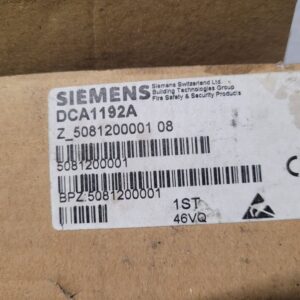 SIEMENS
Siemens Switzerland Ltd.
Building Technologies Group
Fire Safety & Security Products
DCA1192A
Z_5081200001 08
5081200001
BPZ:5081200001
1ST
46VQ